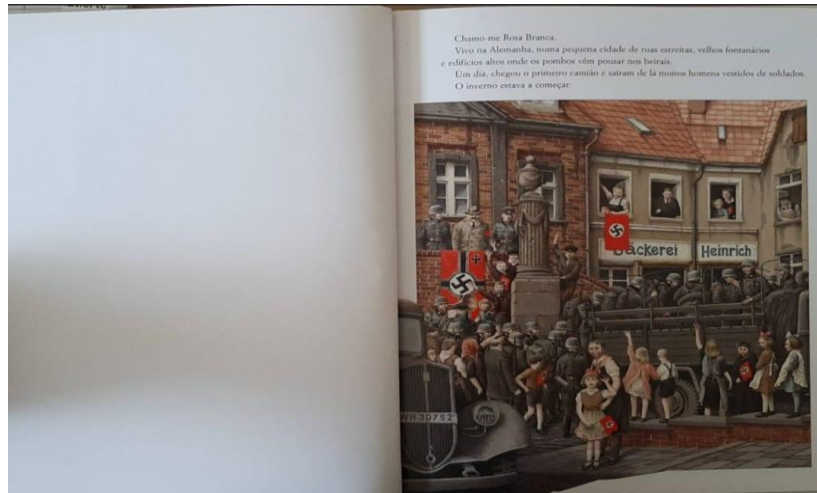 Chamo-me Rosa Branca.
Vivo na Alemanha, numa pequena cidade de ruas estreitas, velhos fontanários
e edifícios altos onde os pombos vêm pousar nos beirais.
Um dia, chegou o primeiro camião e saíram de lá muitos homens vestidos de soldados.
O inverno estava a começar.
Bäckerei Heinrich
WH 30752